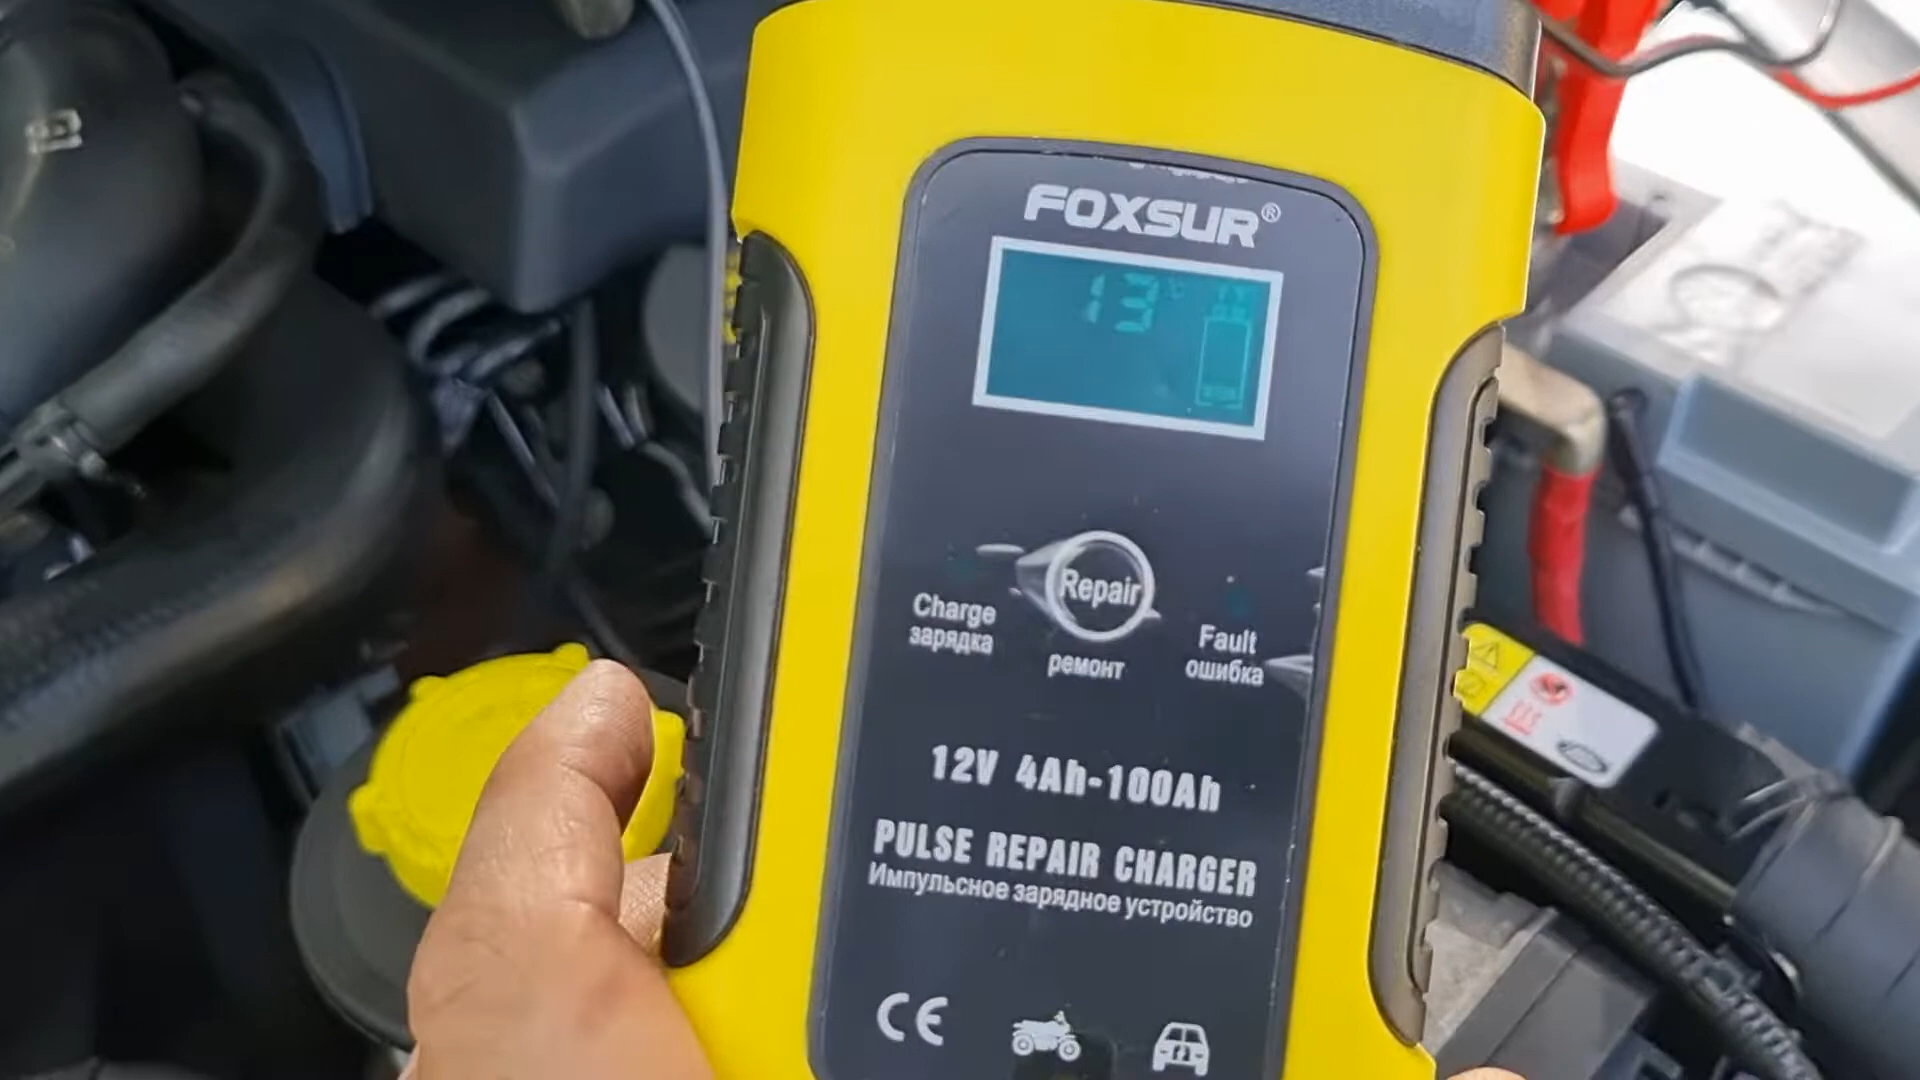 FOXSUR®
13°C
Repair
Charge
зарядка
ремонт
Fault
ошибка
12V 4Ah-100Ah
PULSE REPAIR CHARGER
Импульсное зарядное устройство
CE